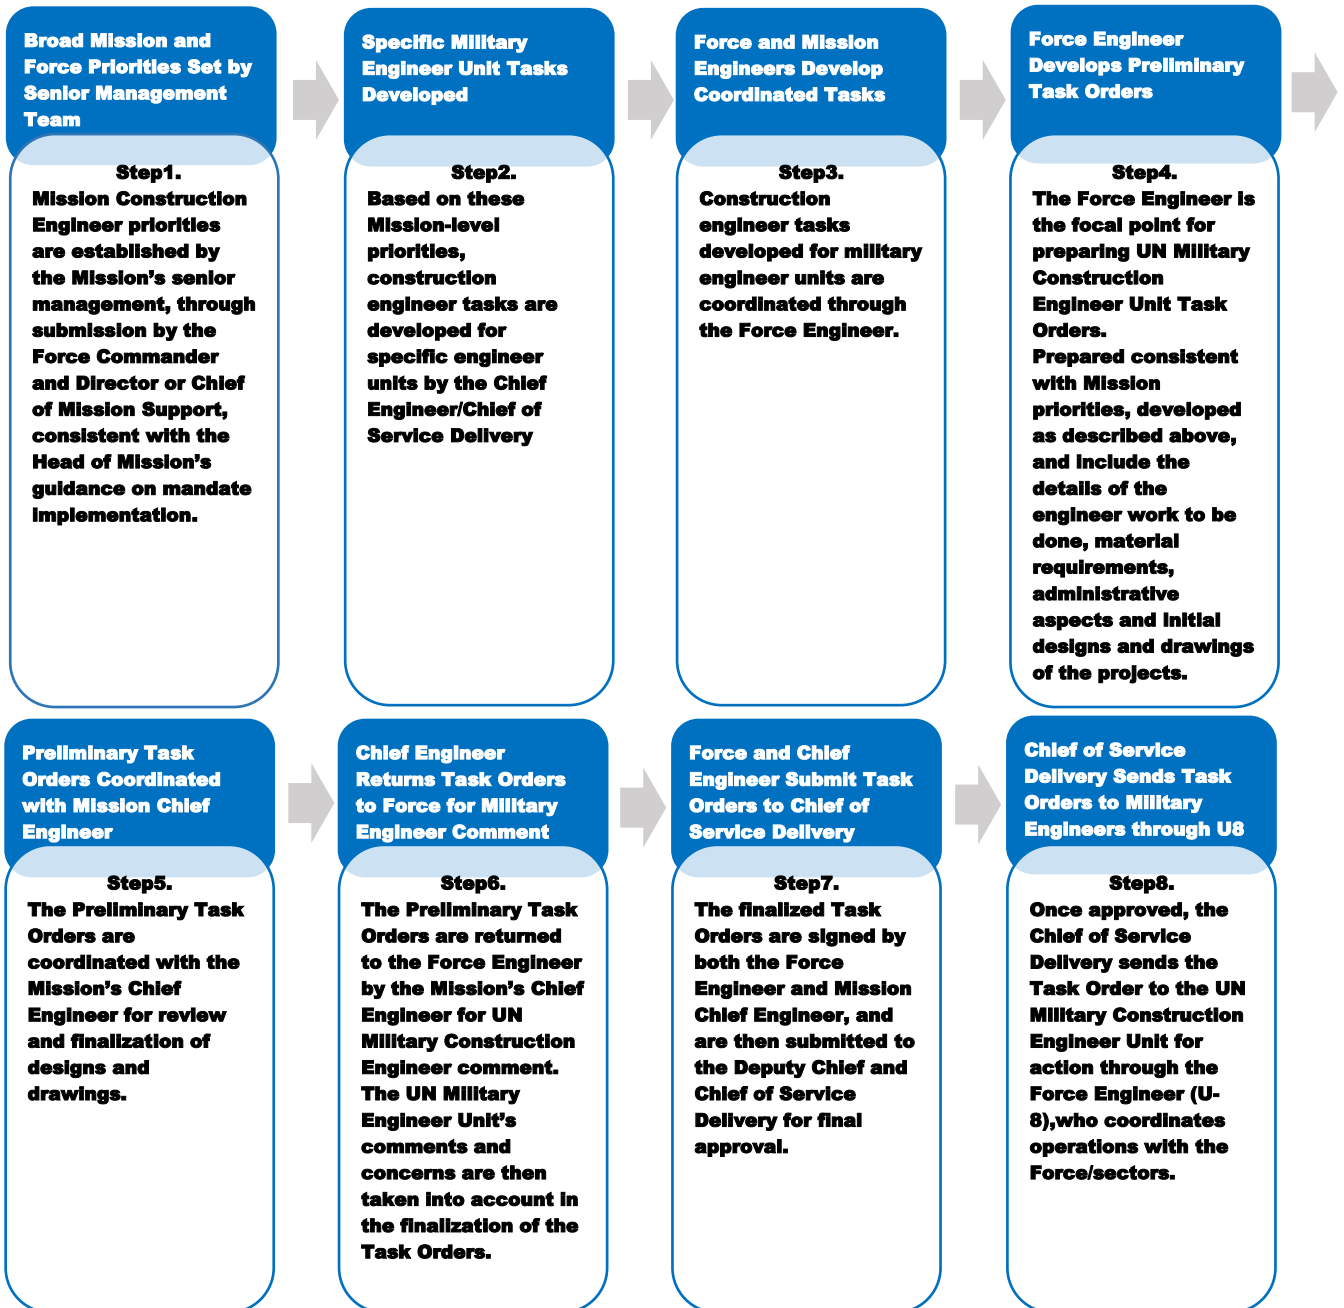 Broad Mission and
Force Priorities Set by
Senior Management
Team
Step1.
Mission Construction
Engineer priorities
are established by
the Mission’s senior
management, through
submission by the
Force Commander
and Director or Chief
of Mission Support,
consistent with the
Head of Mission’s
guidance on mandate
implementation.
Specific Military
Engineer Unit Tasks
Developed
Step2.
Based on these
Mission-level
priorities,
construction
engineer tasks are
developed for
specific engineer
units by the Chief
Engineer/Chief of
Service Delivery
Force and Mission
Engineers Develop
Coordinated Tasks
Step3.
Construction
engineer tasks
developed for military
engineer units are
coordinated through
the Force Engineer.
Force Engineer
Develops Preliminary
Task Orders
Step4.
The Force Engineer is
the focal point for
preparing UN Military
Construction
Engineer Unit Task
Orders.
Prepared consistent
with Mission
priorities, developed
as described above,
and include the
details of the
engineer work to be
done, material
requirements,
administrative
aspects and initial
designs and drawings
of the projects.
Preliminary Task
Orders Coordinated
with Mission Chief
Engineer
Step5.
The Preliminary Task
Orders are
coordinated with the
Mission’s Chief
Engineer for review
and finalization of
designs and
drawings.
Chief Engineer
Returns Task Orders
to Force for Military
Engineer Comment
Step6.
The Preliminary Task
Orders are returned
to the Force Engineer
by the Mission’s Chief
Engineer for UN
Military Construction
Engineer comment.
The UN Military
Engineer Unit’s
comments and
concerns are then
taken into account in
the finalization of the
Task Orders.
Force and Chief
Engineer Submit Task
Orders to Chief of
Service Delivery
Step7.
The finalized Task
Orders are signed by
both the Force
Engineer and Mission
Chief Engineer, and
are then submitted to
the Deputy Chief and
Chief of Service
Delivery for final
approval.
Chief of Service
Delivery Sends Task
Orders to Military
Engineers through U8
Step8.
Once approved, the
Chief of Service
Delivery sends the
Task Order to the UN
Military Construction
Engineer Unit for
action through the
Force Engineer (U-
8),who coordinates
operations with the
Force/sectors.